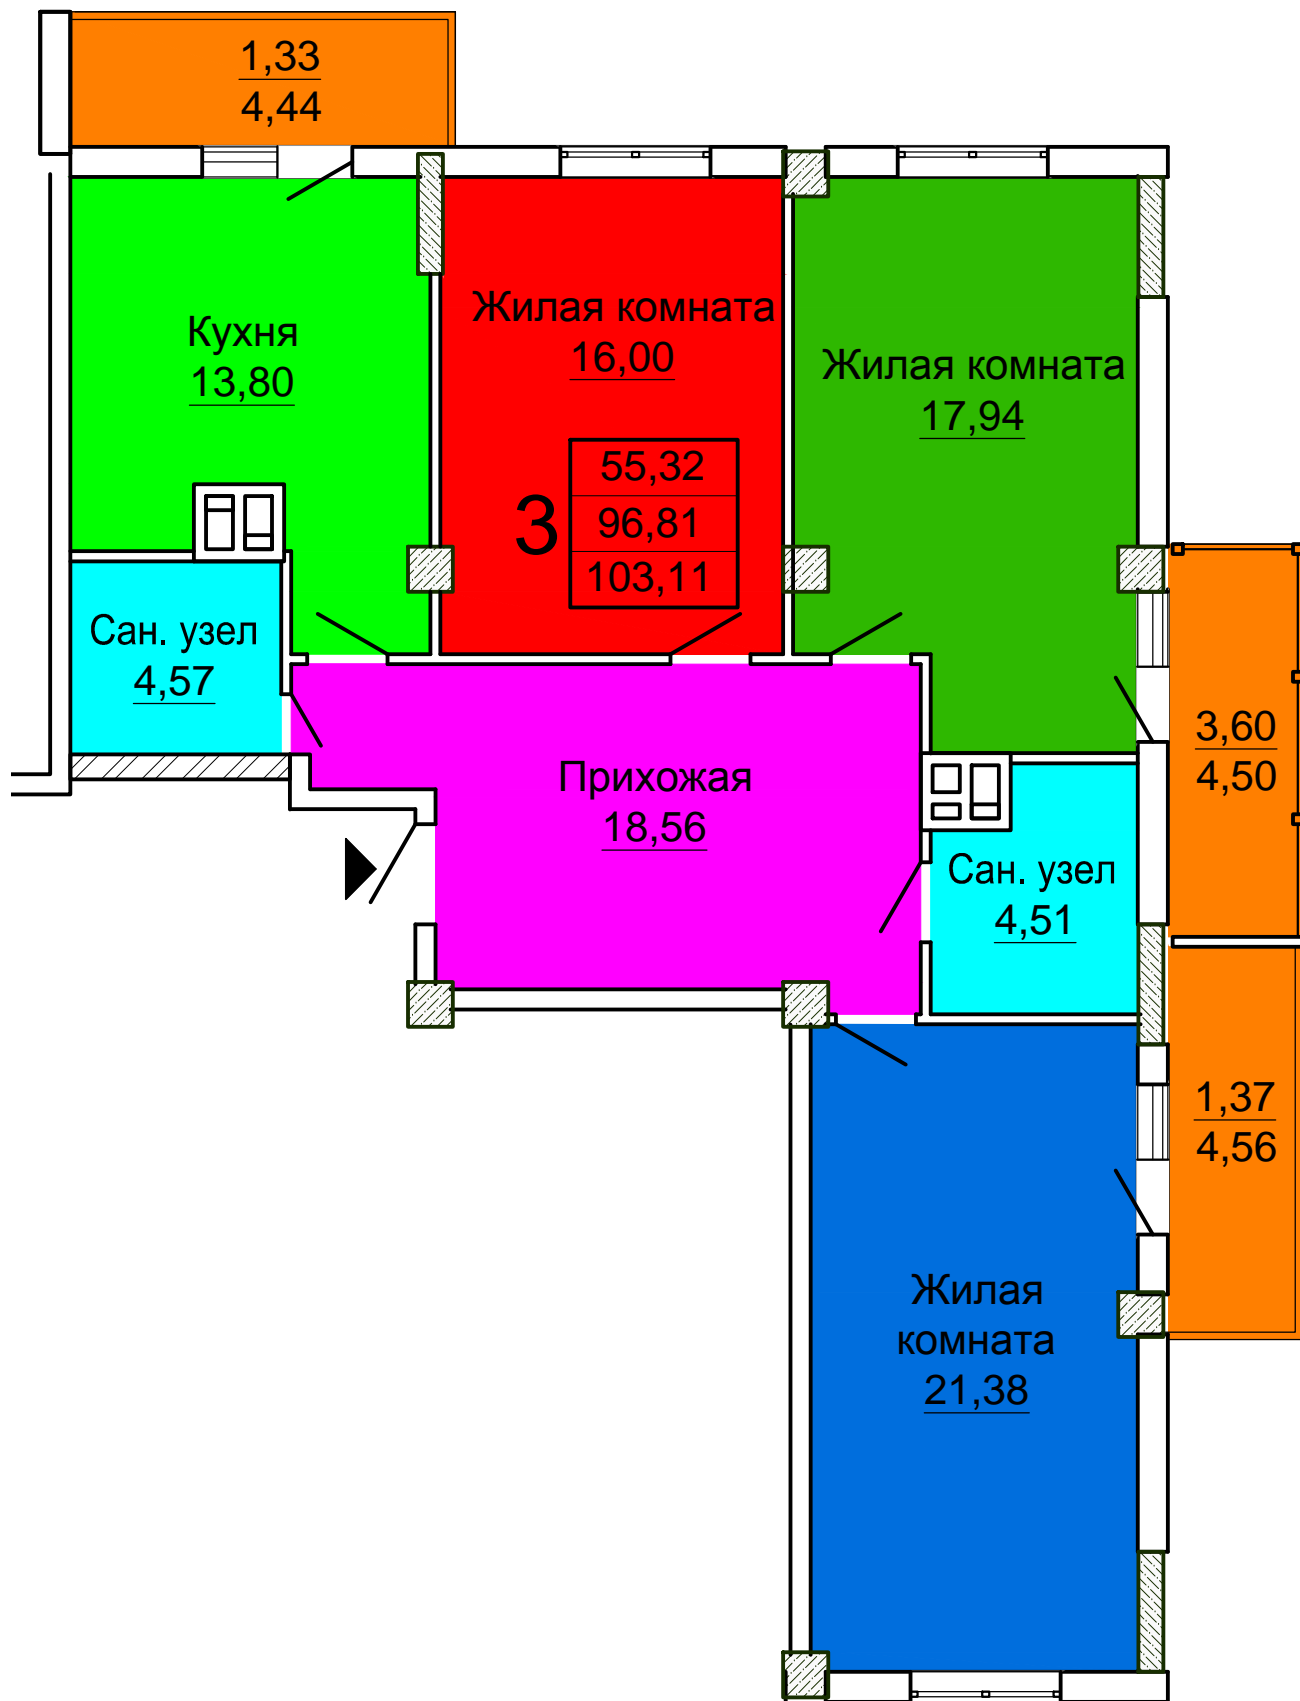 1,33
4,44
Кухня
13,80
Жилая комната
16,00
Жилая комната
17,94
3
55,32
96,81
103,11
Сан. узел
4,57
Прихожая
18,56
3,60
4,50
Сан. узел
4,51
1,37
4,56
Жилая
комната
21,38